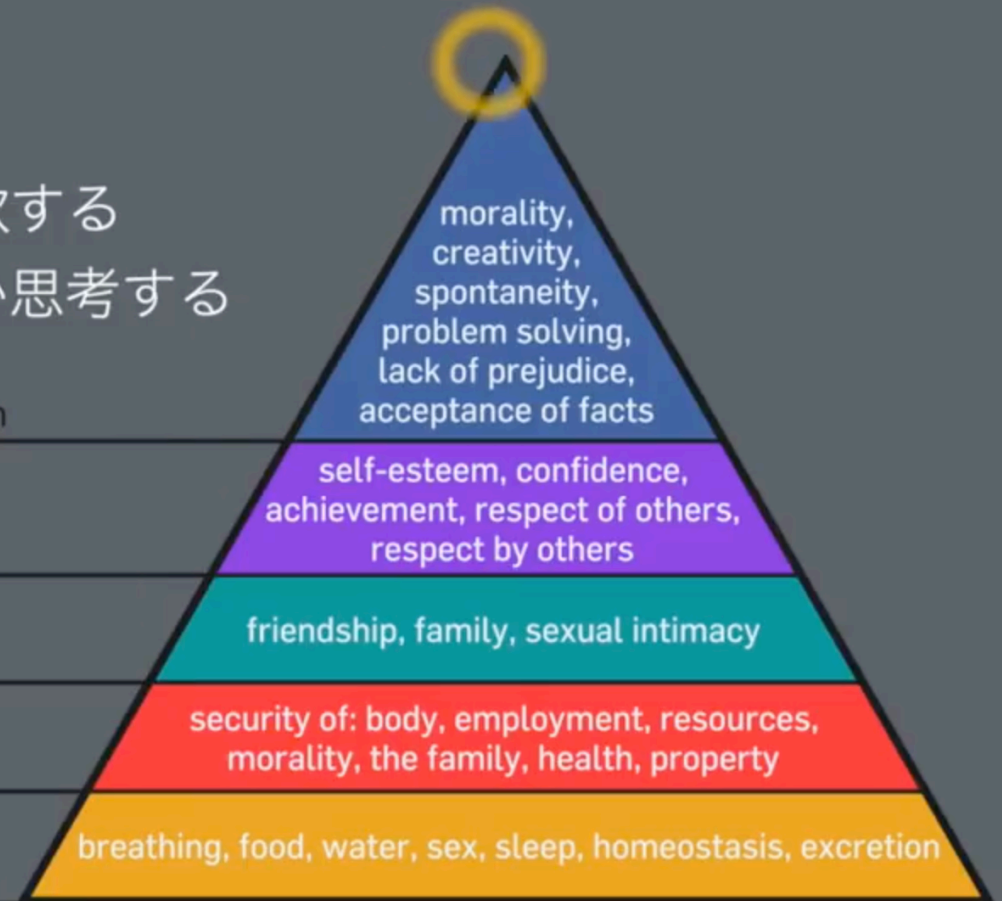 する
思考する
morality,
creativity,
spontaneity,
problem solving,
lack of prejudice,
acceptance of facts
self-esteem, confidence,
achievement, respect of others,
respect by others
friendship, family, sexual intimacy
security of: body, employment, resources,
morality, the family, health, property
breathing, food, water, sex, sleep, homeostasis, excretion